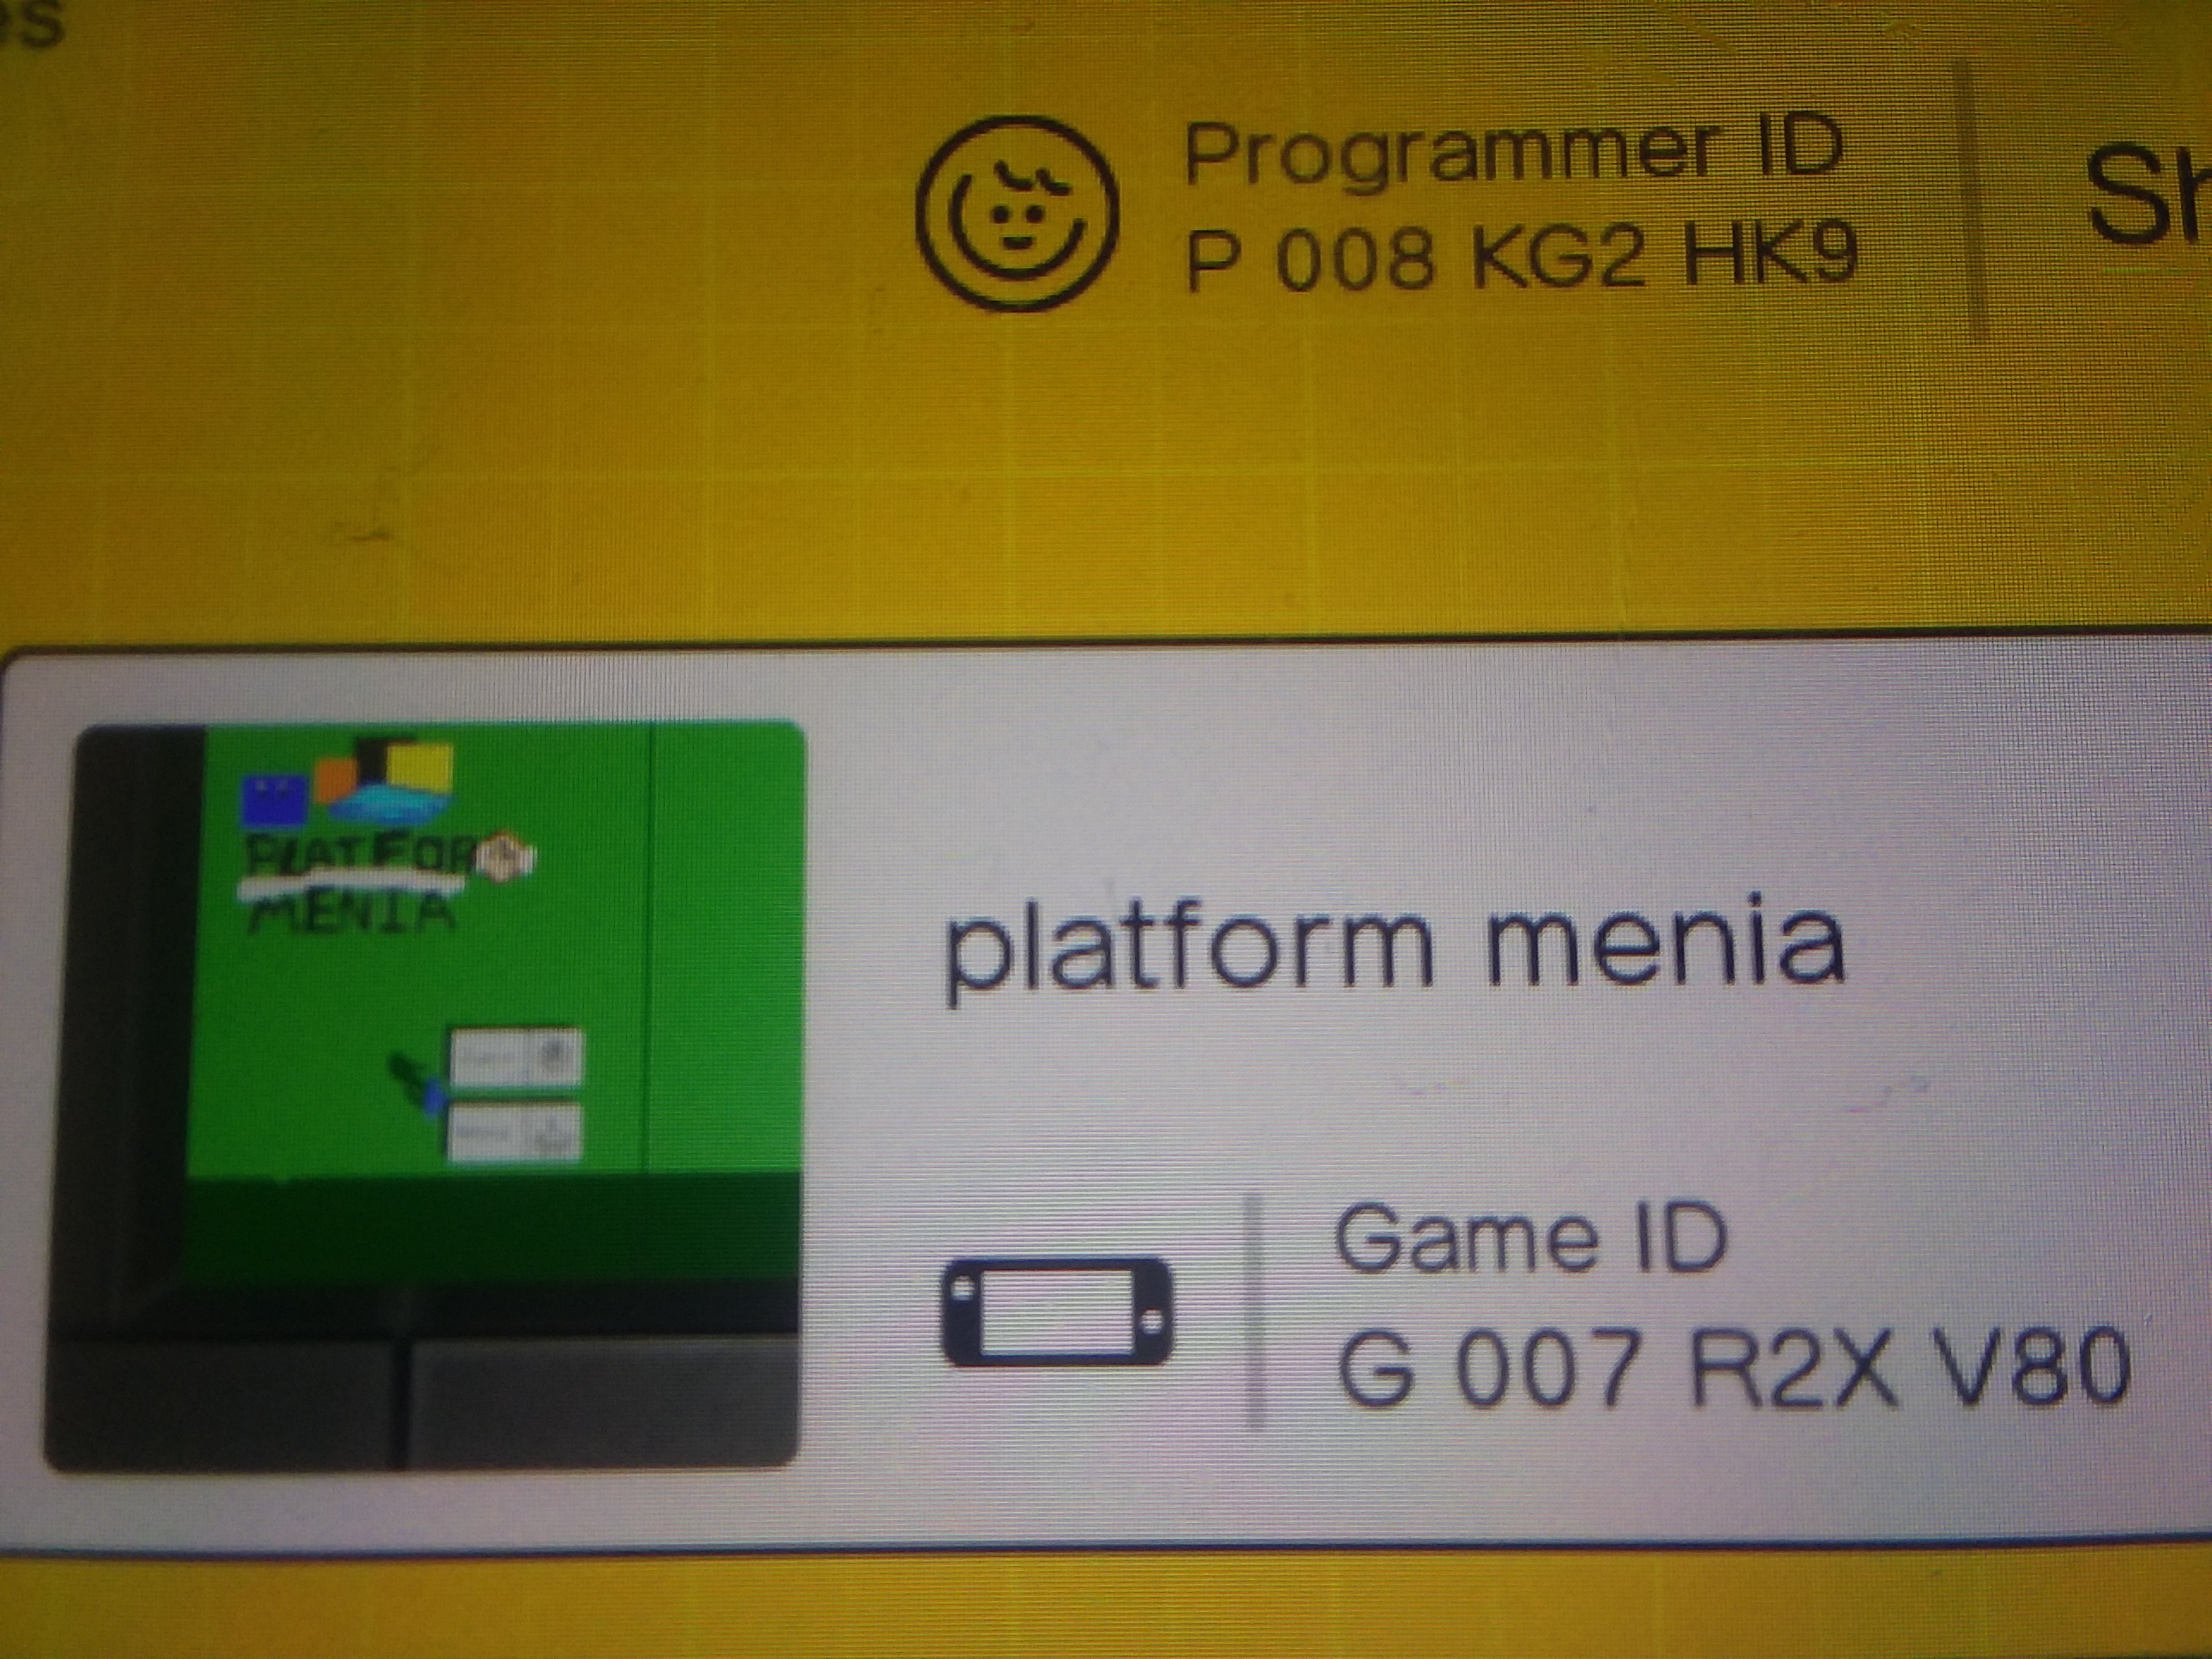 es
Programmer ID
P 008 KG2 HK9
Sh
PLATFOR
MENIA
platform menia
Game ID
G 007 R2X V80